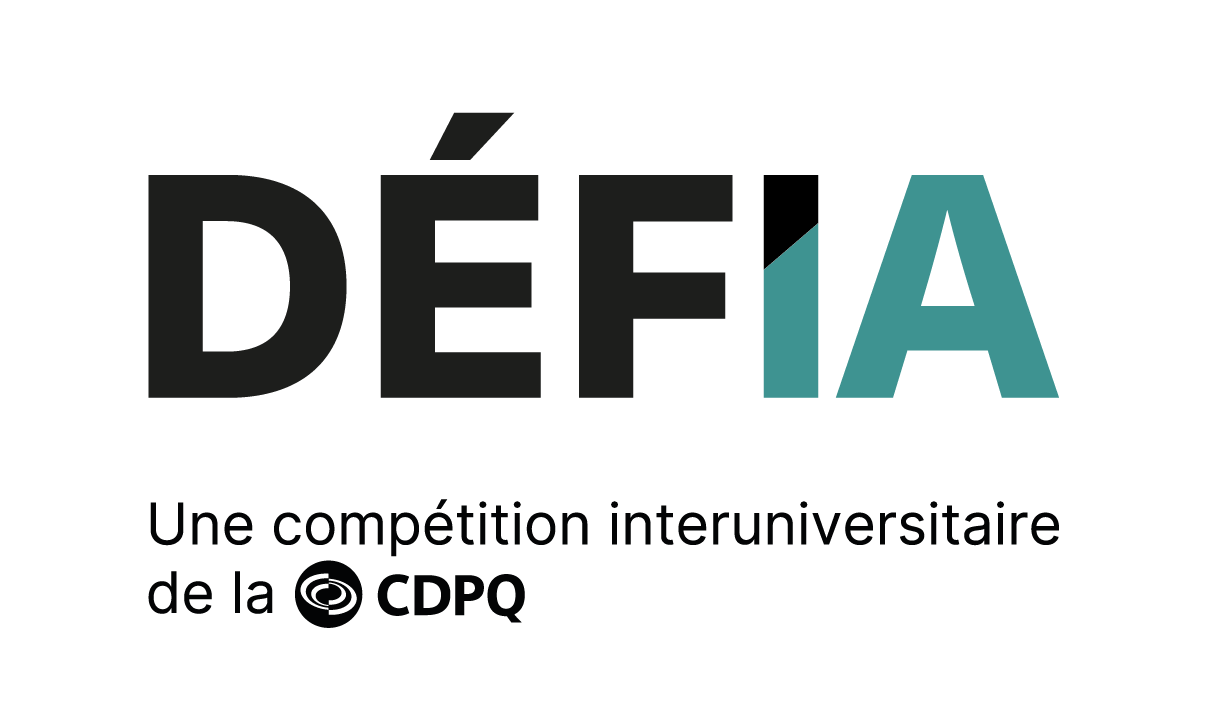 DÉFIA
Une compétition interuniversitaire
de la CDPQ